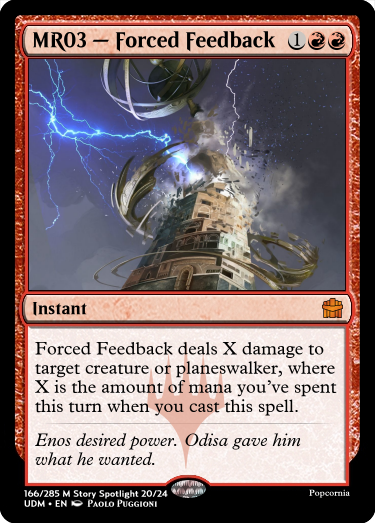 MR03 — Forced Feedback 1
Instant
Forced Feedback deals X damage to
target creature or planeswalker, where
X is the amount of mana you’ve spent
this turn when you cast this spell.
Enos desired power. Odisa gave him
what he wanted.
166/285 M Story Spotlight 20/24
Popcornia
UDM • EN Paolo Puggioni